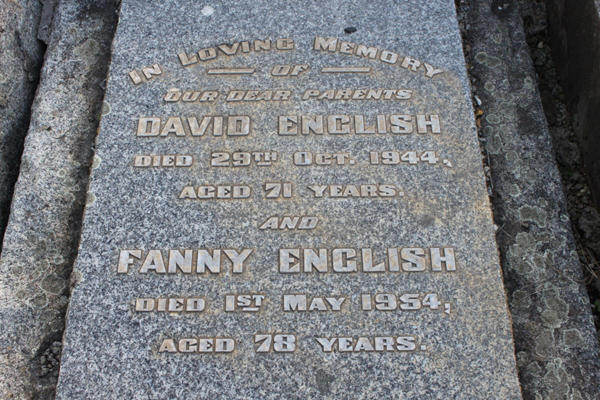 In Loving Memory
— OF —
OUR DEAR PARENTS
DAVID ENGLISH
DIED 29TH OCT. 1944,
AGED 71 YEARS.
AND
FANNY ENGLISH
DIED 1ST MAY 1954,
AGED 78 YEARS.